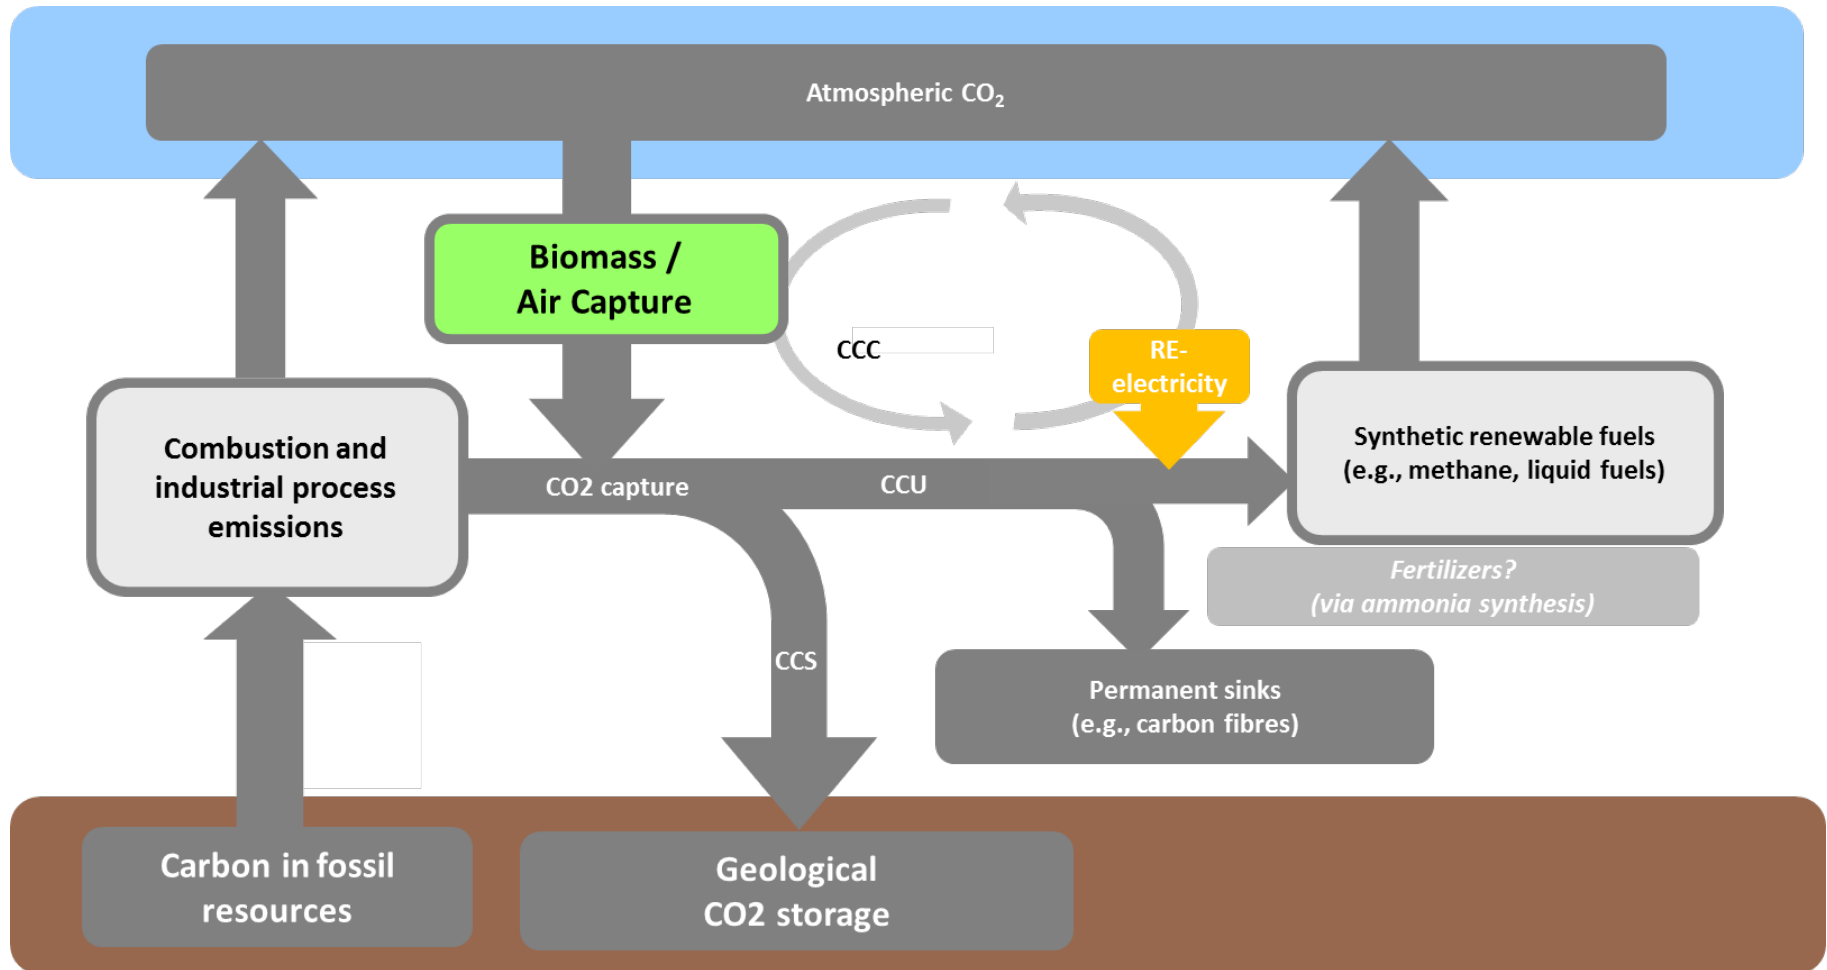 Atmospheric CO₂
Biomass /
Air Capture
CCC
RE-
electricity
Combustion and
industrial process
emissions
CO2 capture
CCU
Synthetic renewable fuels
(e.g., methane, liquid fuels)
Fertilizers?
(via ammonia synthesis)
CCS
Permanent sinks
(e.g., carbon fibres)
Carbon in fossil
resources
Geological
CO2 storage